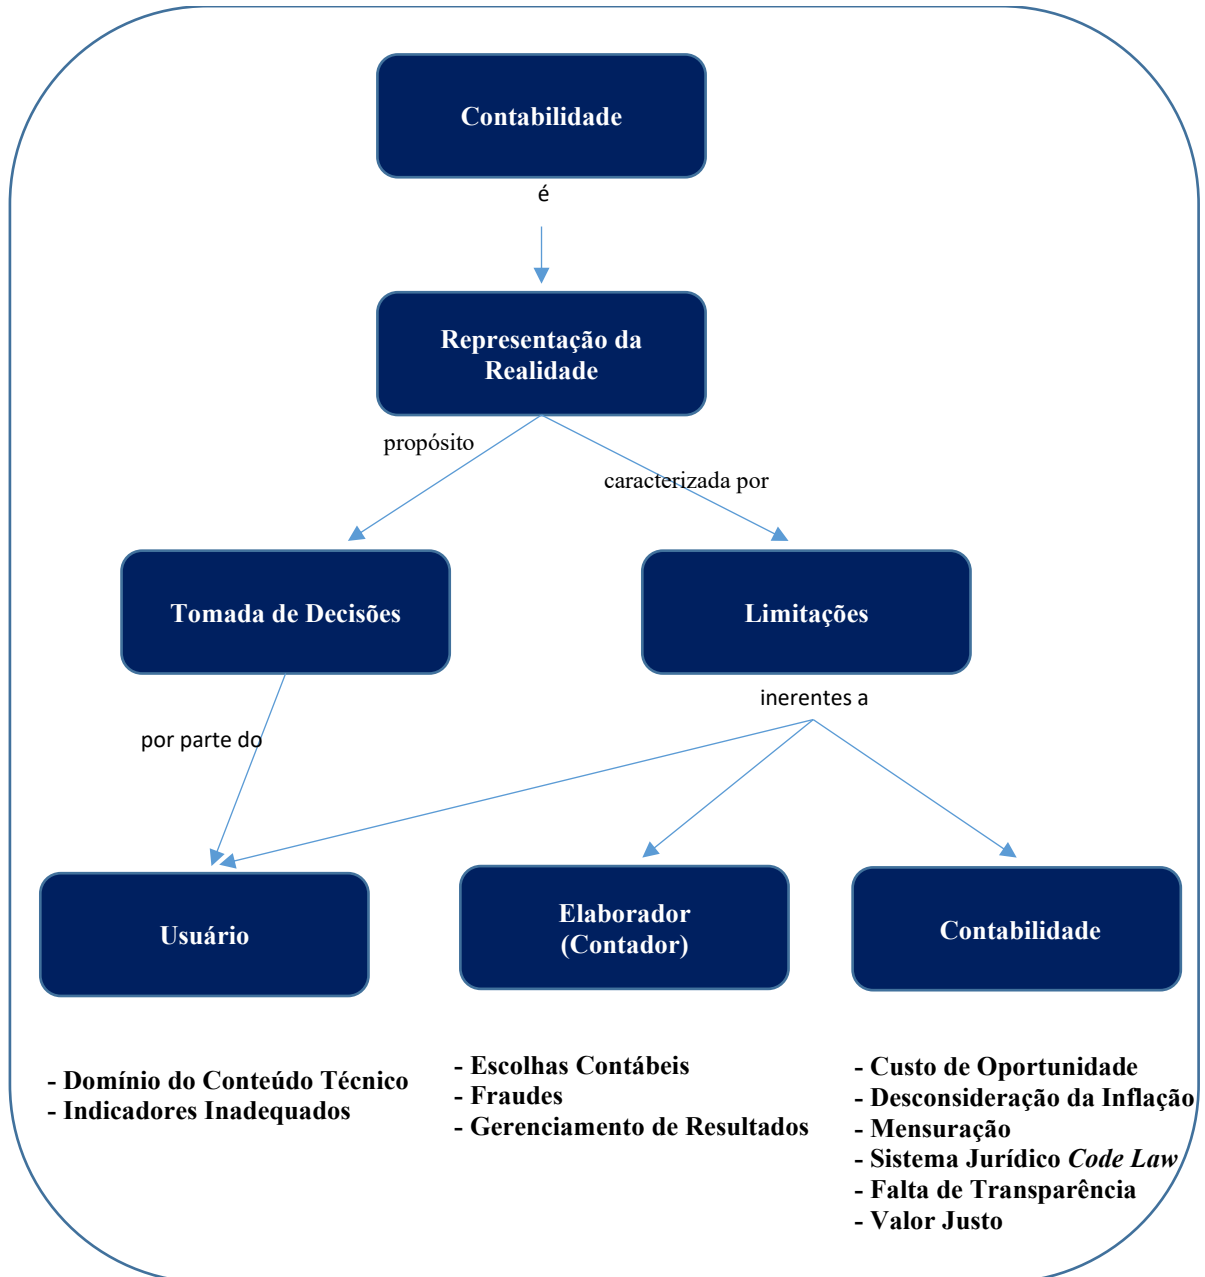 Contabilidade
é
Representação da
Realidade
propósito
caracterizada por
Tomada de Decisões
Limitações
inerentes a
por parte do
Usuário
Elaborador
(Contador)
Contabilidade
- Domínio do Conteúdo Técnico
- Indicadores Inadequados
- Escolhas Contábeis
- Fraudes
- Gerenciamento de Resultados
- Custo de Oportunidade
- Desconsideração da Inflação
- Mensuração
- Sistema Jurídico Code Law
- Falta de Transparência
- Valor Justo